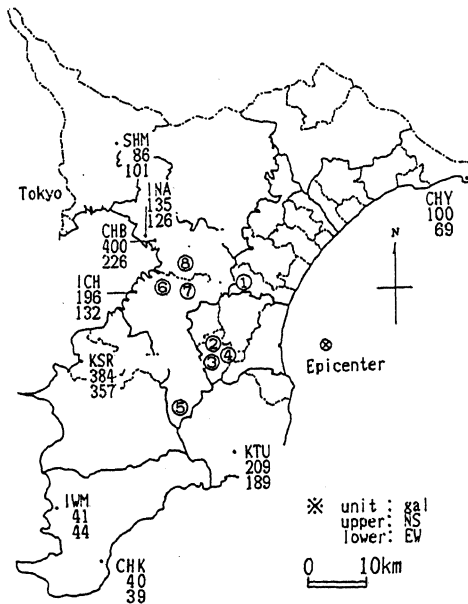 SHM
86
101
Tokyo
INA
135
126
CHB
400
226
CHY
100
69
N
⑧
ICH
196
132
⑥
⑦
①
②
③
④
Epicenter
KSR
384
357
⑤
KTU
209
189
IWM
41
44
※ unit : gal
upper: NS
lower: EW
CHK
40
39
0 10km